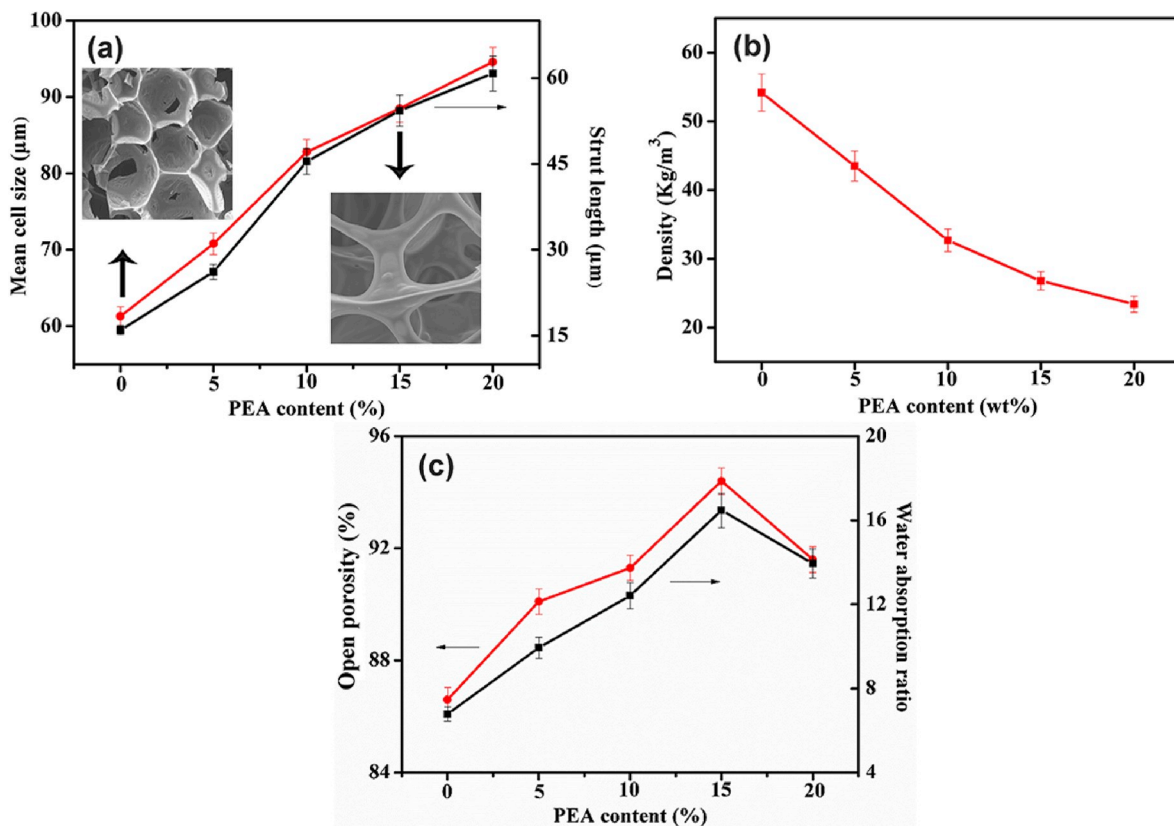 (a)
100
90
80
70
60
Mean cell size (μm)
60
45
30
15
Strut length (μm)
0 5 10 15 20
PEA content (%)
(b)
60
50
40
30
20
Density (Kg/m³)
0 5 10 15 20
PEA content (wt%)
(c)
96
92
88
84
Open porosity (%)
20
16
12
8
4
Water absorption ratio
0 5 10 15 20
PEA content (%)